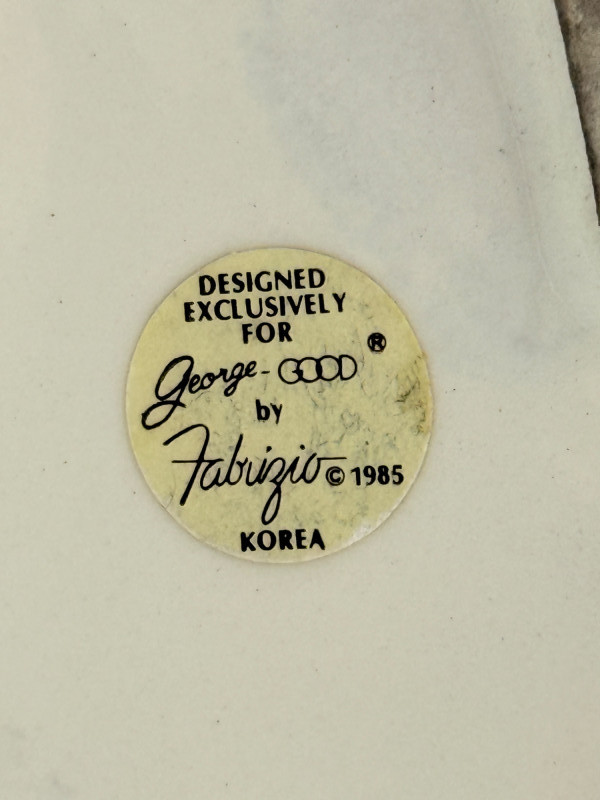 DESIGNED
EXCLUSIVELY
FOR
George-GOOD®
by
Fabrizio © 1985
KOREA